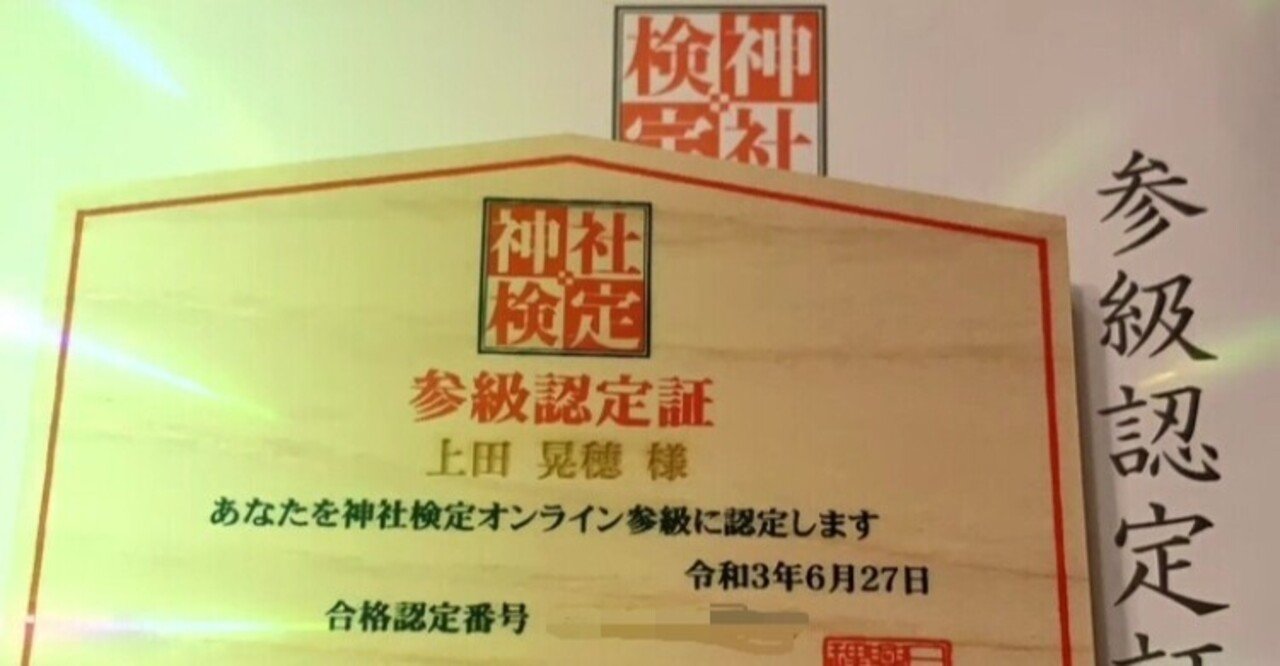 検神
定社
神社
検定
参級認定証
上田 晃穂 様
あなたを神社検定オンライン参級に認定します
令和3年6月27日
合格認定番号
参級認定証